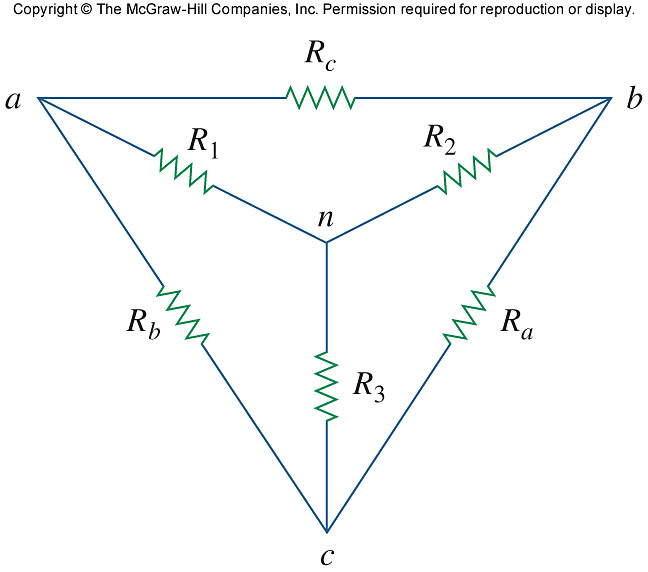 Copyright © The McGraw-Hill Companies, Inc. Permission required for reproduction or display.
Rc
a
b
R1
R2
n
Rb
Ra
R3
c